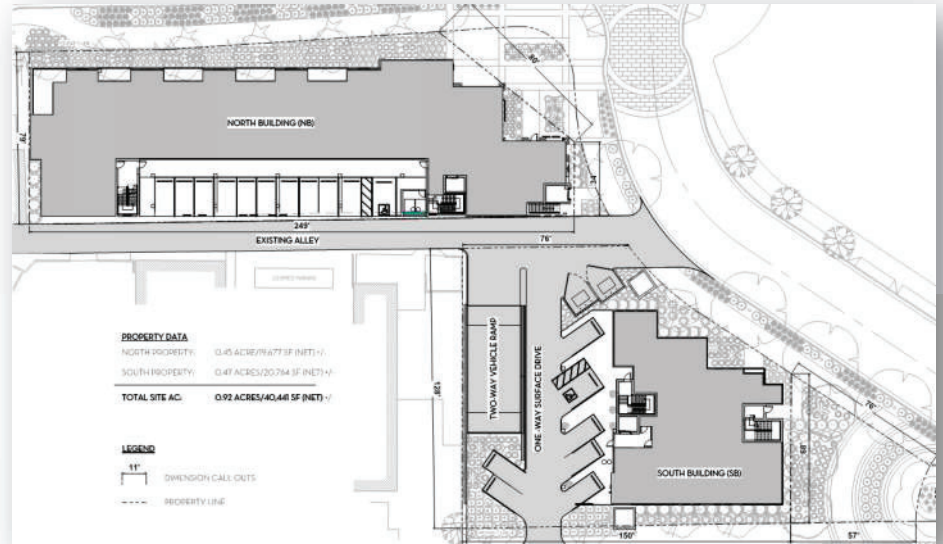 90'
NORTH BUILDING (NB)
79'
34'
249'
EXISTING ALLEY
76'
TWO-WAY VEHICLE RAMP
ONE-WAY SURFACE DRIVE
128'
76'
89'
SOUTH BUILDING (SB)
150'
57'
PROPERTY DATA
NORTH PROPERTY: 0.45 ACRE/19,677 SF (NET) +/-
SOUTH PROPERTY: 0.47 ACRES/20,764 SF (NET) +/-
TOTAL SITE AC: 0.92 ACRES/40,441 SF (NET) +/-
LEGEND
11'
DIMENSION CALL OUTS
PROPERTY LINE